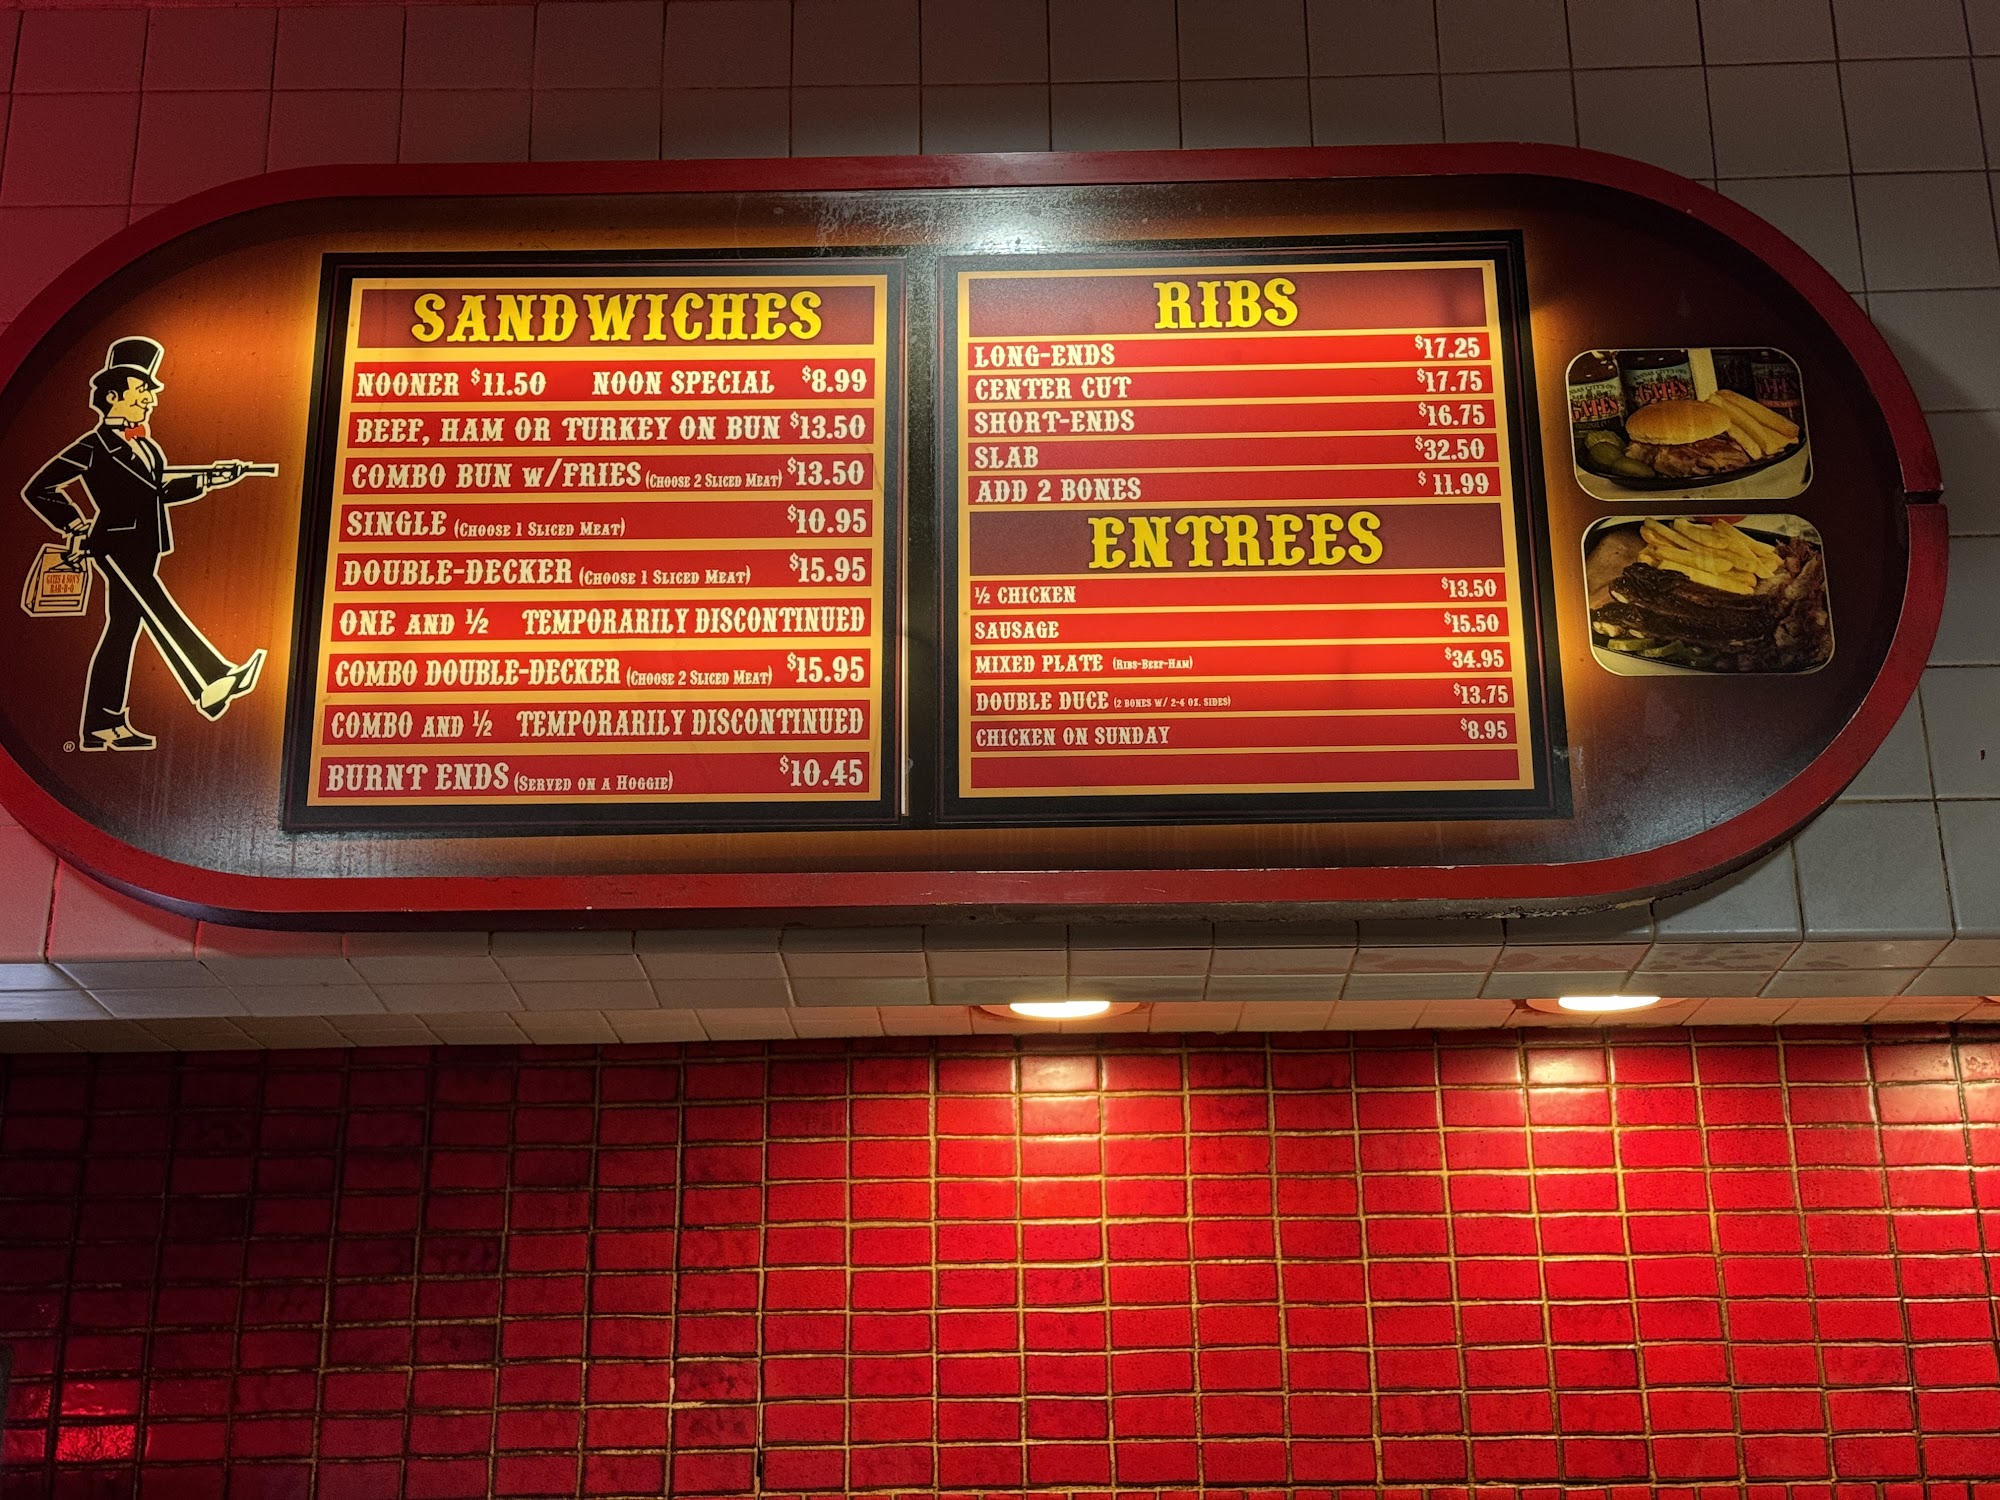 SANDWICHES
NOONER $11.50 NOON SPECIAL $8.99
BEEF, HAM OR TURKEY ON BUN $13.50
COMBO BUN W/FRIES (CHOOSE 2 SLICED MEAT) $13.50
SINGLE (CHOOSE 1 SLICED MEAT) $10.95
DOUBLE-DECKER (CHOOSE 1 SLICED MEAT) $15.95
ONE AND ½ TEMPORARILY DISCONTINUED
COMBO DOUBLE-DECKER (CHOOSE 2 SLICED MEAT) $15.95
COMBO AND ½ TEMPORARILY DISCONTINUED
BURNT ENDS (SERVED ON A HOGGIE) $10.45
RIBS
LONG-ENDS $17.25
CENTER CUT $17.75
SHORT-ENDS $16.75
SLAB $32.50
ADD 2 BONES $11.99
ENTREES
½ CHICKEN $13.50
SAUSAGE $15.50
MIXED PLATE (RIBS-BEEF-HAM) $34.95
DOUBLE DUCE (2 BONES W/ 2-4 OZ. SIDES) $13.75
CHICKEN ON SUNDAY $8.95
GATES & SON'S
BAR-B-Q
®
GATES
GATES